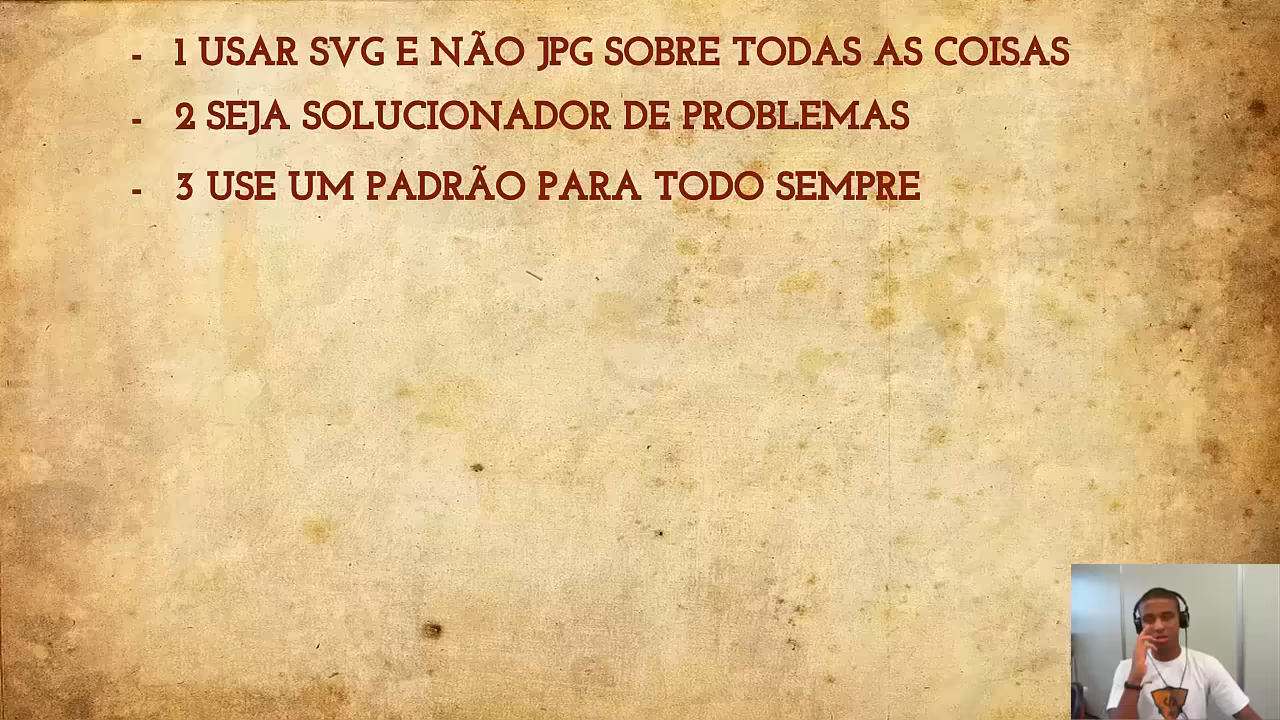 - 1 USAR SVG E NÃO JPG SOBRE TODAS AS COISAS
- 2 SEJA SOLUCIONADOR DE PROBLEMAS
- 3 USE UM PADRÃO PARA TODO SEMPRE